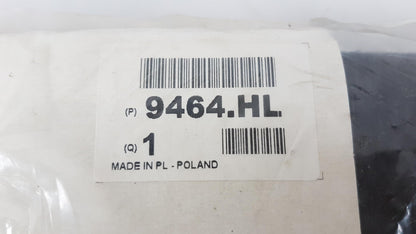 (P) 9464.HL
(Q) 1
MADE IN PL - POLAND